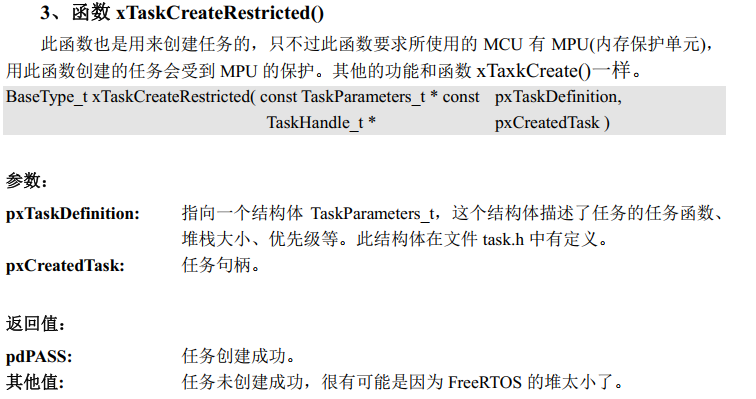 3、函数 xTaskCreateRestricted()
此函数也是用来创建任务的，只不过此函数要求所使用的 MCU 有 MPU(内存保护单元)，
用此函数创建的任务会受到 MPU 的保护。其他的功能和函数 xTaxkCreate()一样。
BaseType_t xTaskCreateRestricted( const TaskParameters_t * const pxTaskDefinition,
TaskHandle_t * pxCreatedTask )
参数：
pxTaskDefinition: 指向一个结构体 TaskParameters_t，这个结构体描述了任务的任务函数、
堆栈大小、优先级等。此结构体在文件 task.h 中有定义。
pxCreatedTask: 任务句柄。
返回值：
pdPASS: 任务创建成功。
其他值: 任务未创建成功，很有可能是因为 FreeRTOS 的堆太小了。